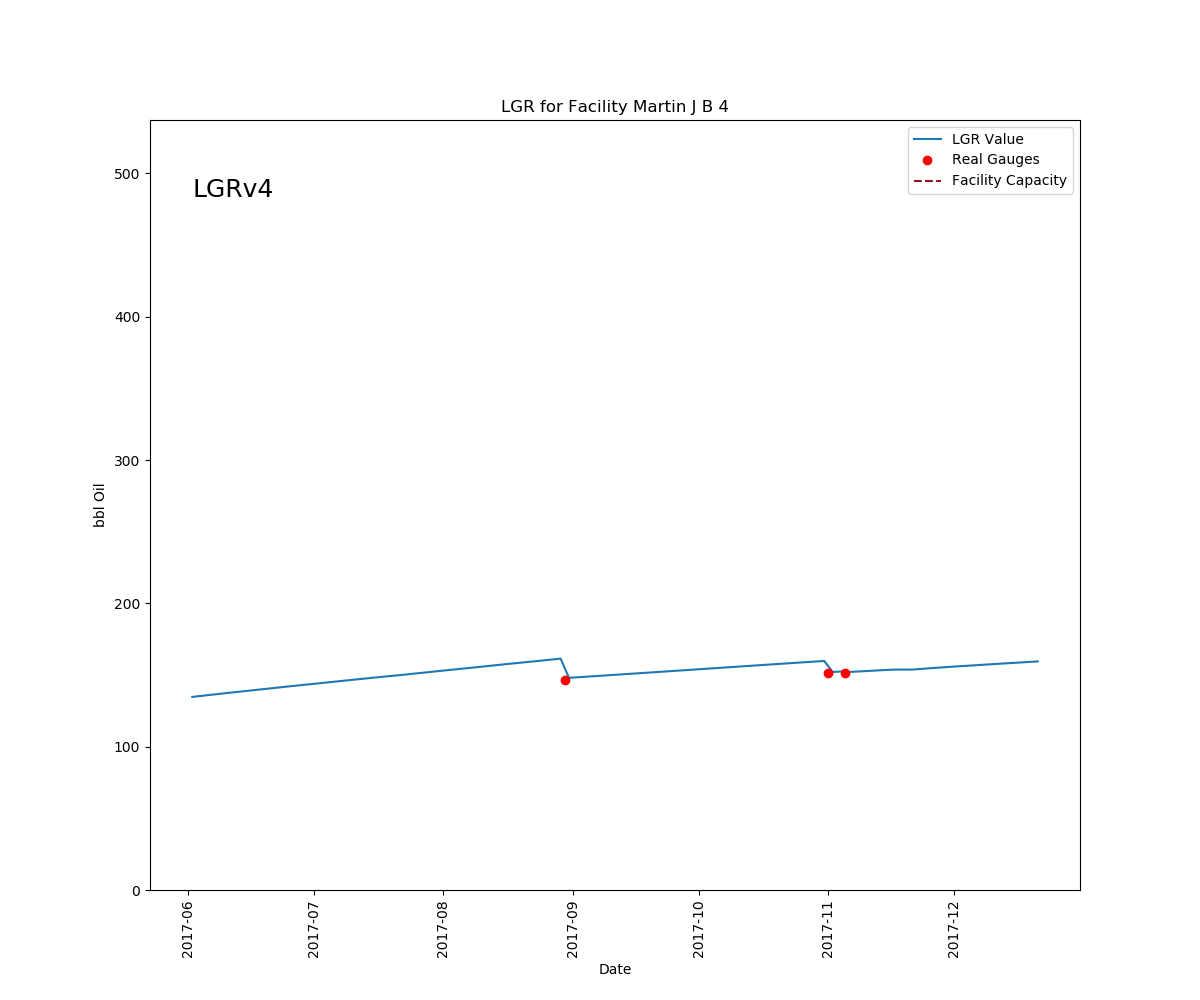 LGR for Facility Martin J B 4
LGR Value
Real Gauges
Facility Capacity
LGRv4
500
400
300
200
100
0
bbl Oil
2017-06
2017-07
2017-08
2017-09
2017-10
2017-11
2017-12
Date